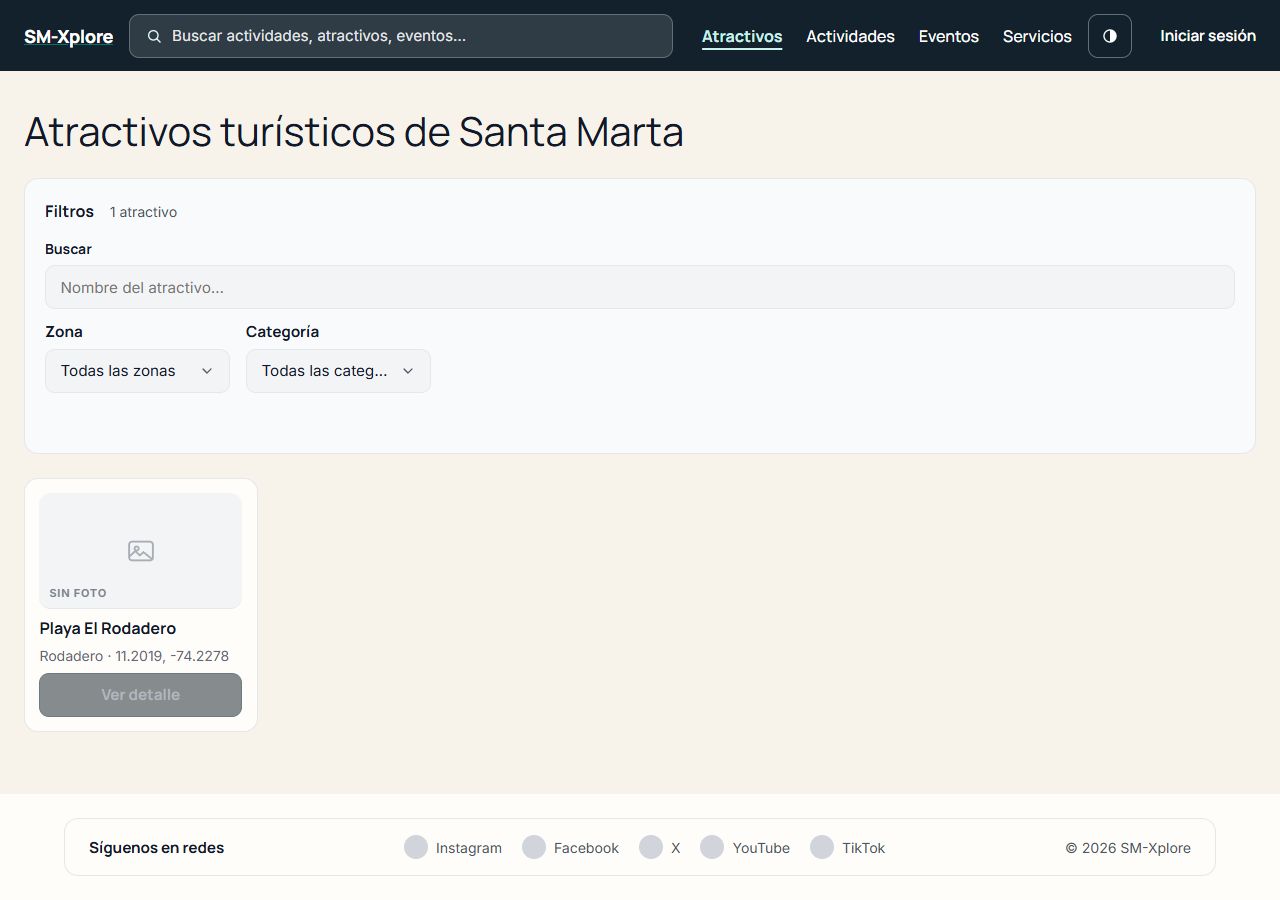 SM-Xplore
Buscar actividades, atractivos, eventos...
Atractivos
Actividades
Eventos
Servicios
Iniciar sesión
Atractivos turísticos de Santa Marta
Filtros 1 atractivo
Buscar
Nombre del atractivo...
Zona
Categoría
Todas las zonas
Todas las categ...
SIN FOTO
Playa El Rodadero
Rodadero · 11.2019, -74.2278
Ver detalle
Síguenos en redes
Instagram
Facebook
X
YouTube
TikTok
© 2026 SM-Xplore